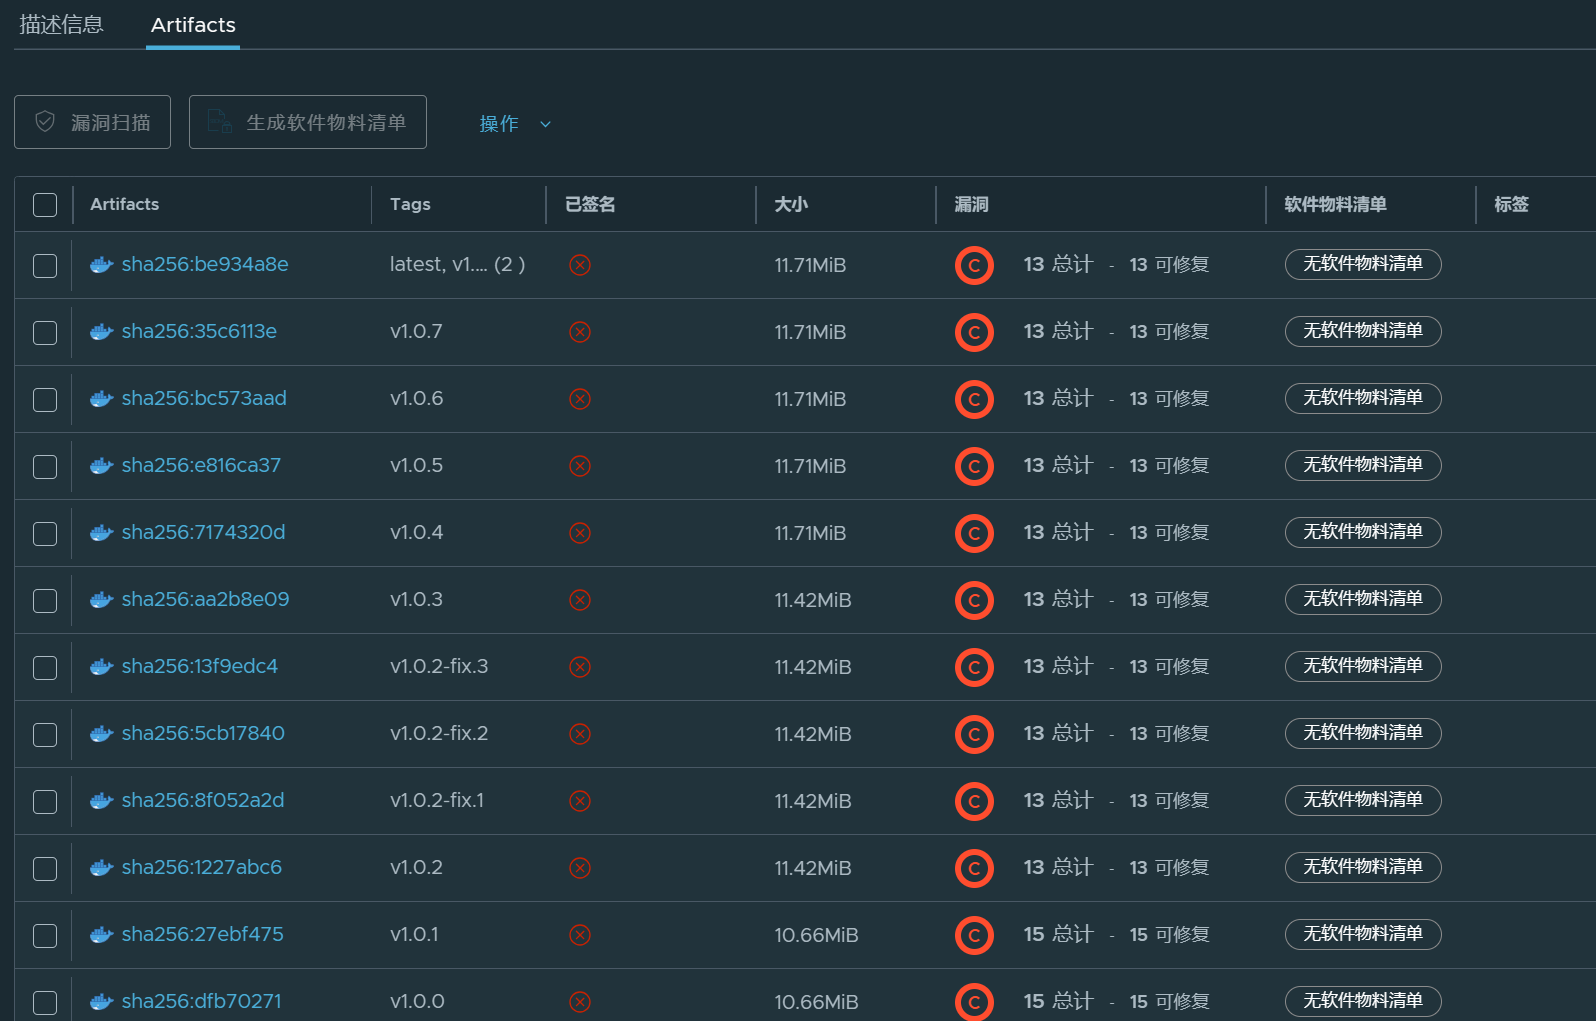 描述信息 Artifacts
漏洞扫描 生成软件物料清单 操作
Artifacts Tags 已签名 大小 漏洞 软件物料清单 标签
sha256:be934a8e latest, v1.... (2 ) 11.71MiB C 13 总计 - 13 可修复 无软件物料清单
sha256:35c6113e v1.0.7 11.71MiB C 13 总计 - 13 可修复 无软件物料清单
sha256:bc573aad v1.0.6 11.71MiB C 13 总计 - 13 可修复 无软件物料清单
sha256:e816ca37 v1.0.5 11.71MiB C 13 总计 - 13 可修复 无软件物料清单
sha256:7174320d v1.0.4 11.71MiB C 13 总计 - 13 可修复 无软件物料清单
sha256:aa2b8e09 v1.0.3 11.42MiB C 13 总计 - 13 可修复 无软件物料清单
sha256:13f9edc4 v1.0.2-fix.3 11.42MiB C 13 总计 - 13 可修复 无软件物料清单
sha256:5cb17840 v1.0.2-fix.2 11.42MiB C 13 总计 - 13 可修复 无软件物料清单
sha256:8f052a2d v1.0.2-fix.1 11.42MiB C 13 总计 - 13 可修复 无软件物料清单
sha256:1227abc6 v1.0.2 11.42MiB C 13 总计 - 13 可修复 无软件物料清单
sha256:27ebf475 v1.0.1 10.66MiB C 15 总计 - 15 可修复 无软件物料清单
sha256:dfb70271 v1.0.0 10.66MiB C 15 总计 - 15 可修复 无软件物料清单